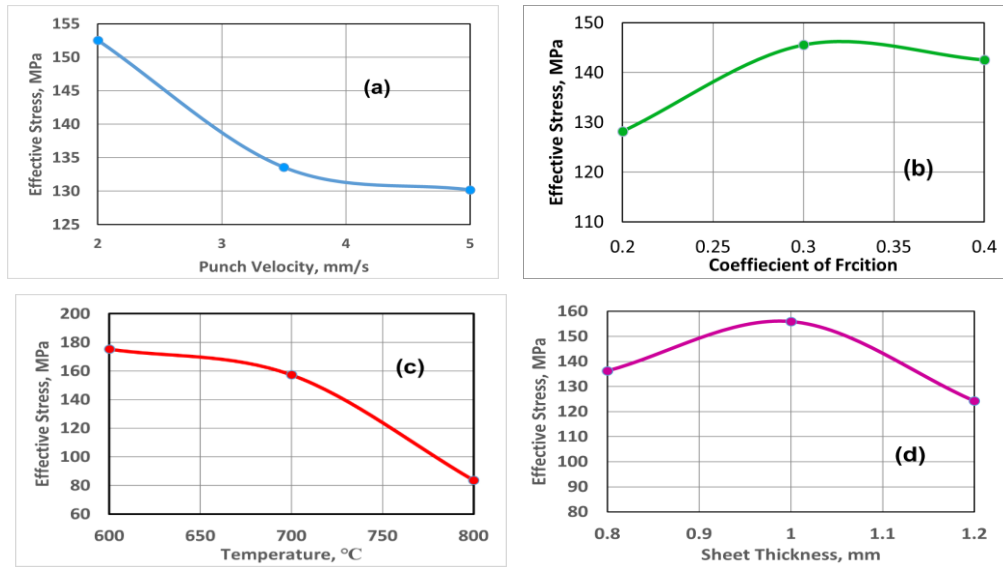 155
150
145
140
135
130
125
Effective Stress, MPa
(a)
2 3 4 5
Punch Velocity, mm/s
150
140
130
120
110
Effective Stress, MPa
(b)
0.2 0.25 0.3 0.35 0.4
Coeffiecient of Frcition
200
180
160
140
120
100
80
60
Effective Stress, MPa
(c)
600 650 700 750 800
Temperature, °C
160
150
140
130
120
110
100
90
80
Effective Stress, MPa
(d)
0.8 0.9 1 1.1 1.2
Sheet Thickness, mm